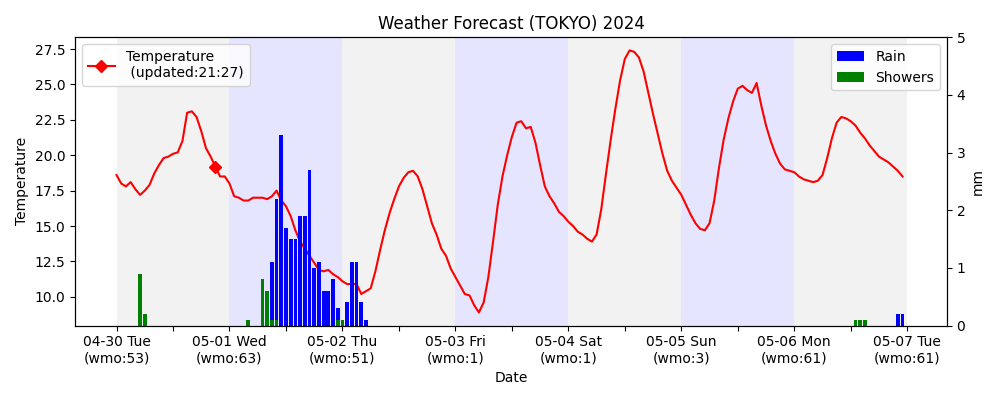 Weather Forecast (TOKYO) 2024
Temperature
(updated:21:27)
Rain
Showers
27.5
25.0
22.5
20.0
17.5
15.0
12.5
10.0
Temperature
5
4
3
2
1
0
mm
04-30 Tue
(wmo:53)
05-01 Wed
(wmo:63)
05-02 Thu
(wmo:51)
05-03 Fri
(wmo:1)
05-04 Sat
(wmo:1)
05-05 Sun
(wmo:3)
05-06 Mon
(wmo:61)
05-07 Tue
(wmo:61)
Date